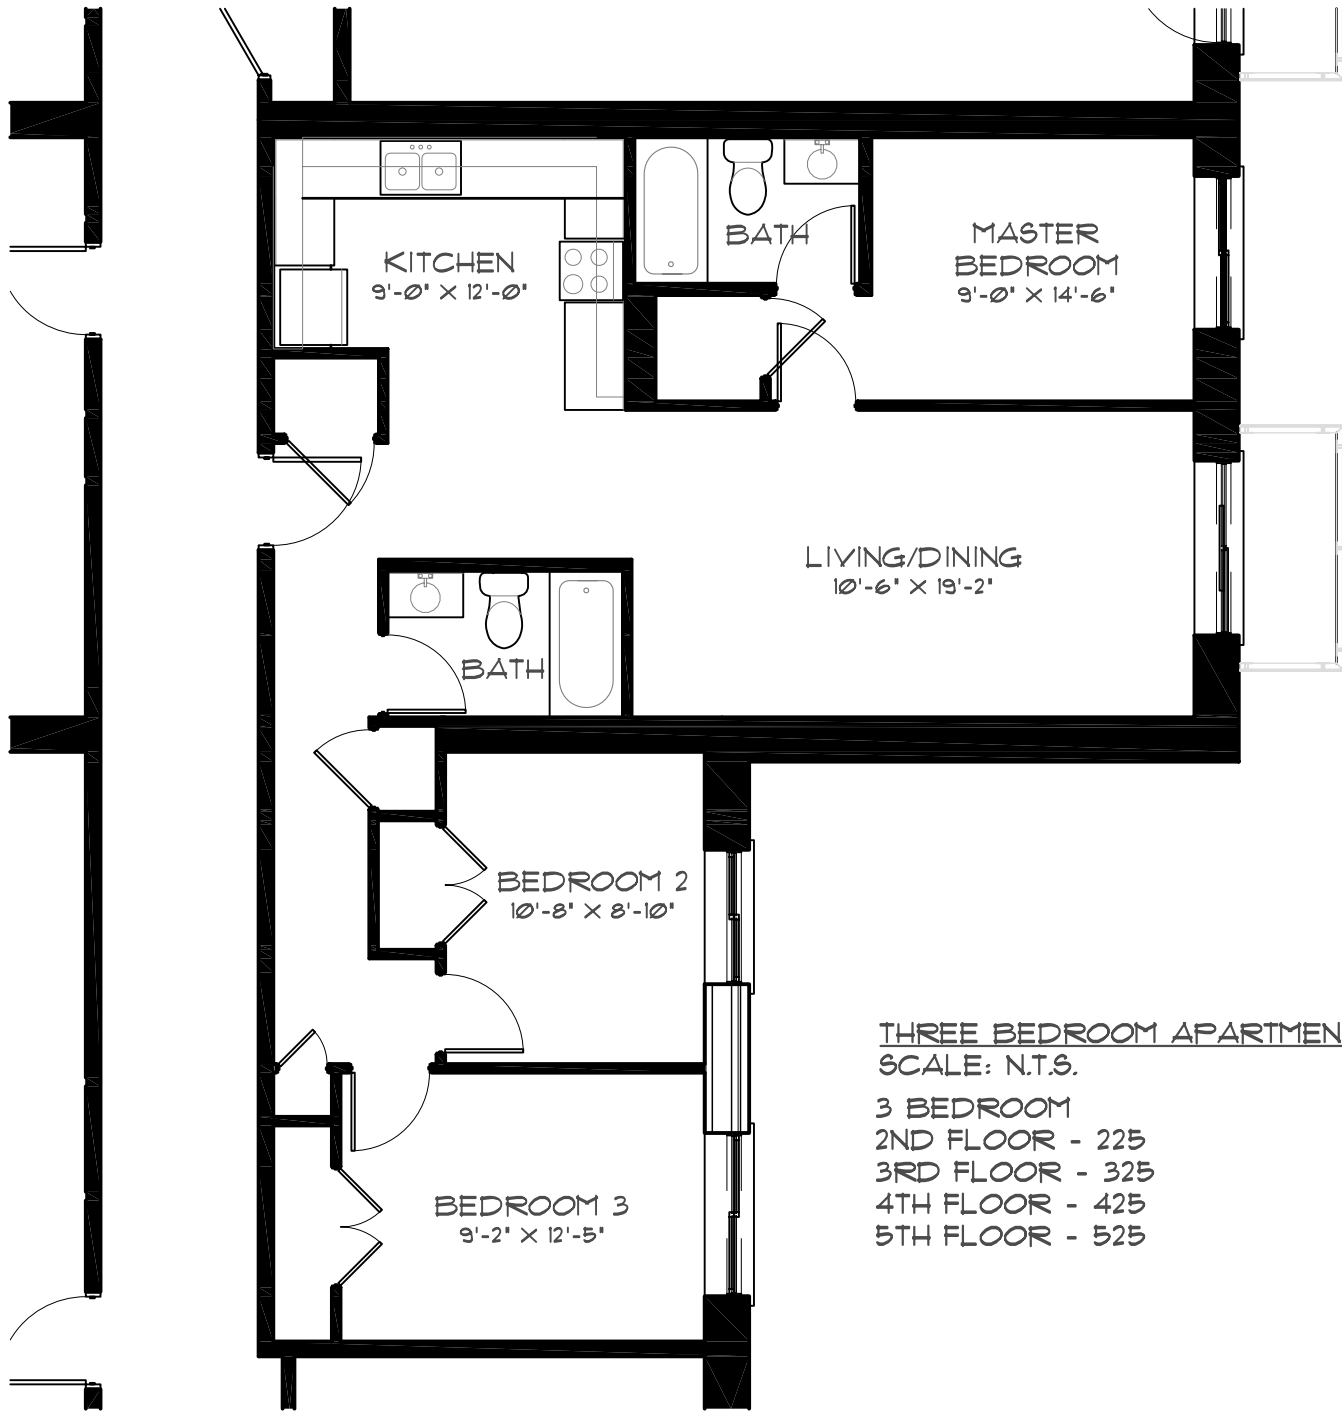 KITCHEN
9'-0" X 12'-0"
BATH
MASTER
BEDROOM
9'-0" X 14'-6"
LIVING/DINING
10'-6" X 19'-2"
BATH
BEDROOM 2
10'-8" X 8'-10"
BEDROOM 3
9'-2" X 12'-5"
THREE BEDROOM APARTMEN
SCALE: N.T.S.
3 BEDROOM
2ND FLOOR - 225
3RD FLOOR - 325
4TH FLOOR - 425
5TH FLOOR - 525